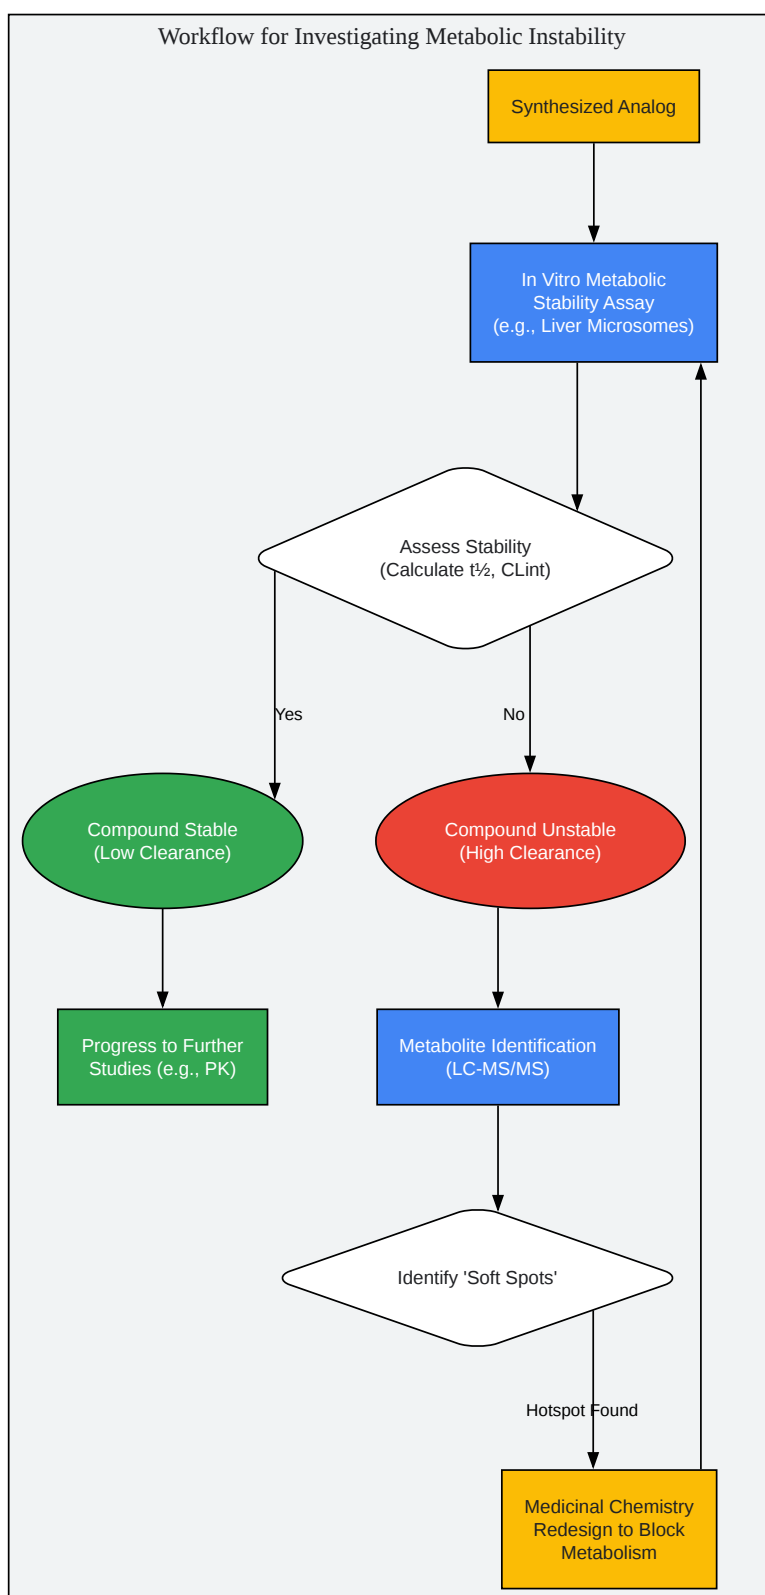 Workflow for Investigating Metabolic Instability
Synthesized Analog
In Vitro Metabolic
Stability Assay
(e.g., Liver Microsomes)
Assess Stability
(Calculate t½, CLint)
Yes
No
Compound Stable
(Low Clearance)
Compound Unstable
(High Clearance)
Progress to Further
Studies (e.g., PK)
Metabolite Identification
(LC-MS/MS)
Identify 'Soft Spots'
Hotspot Found
Medicinal Chemistry
Redesign to Block
Metabolism